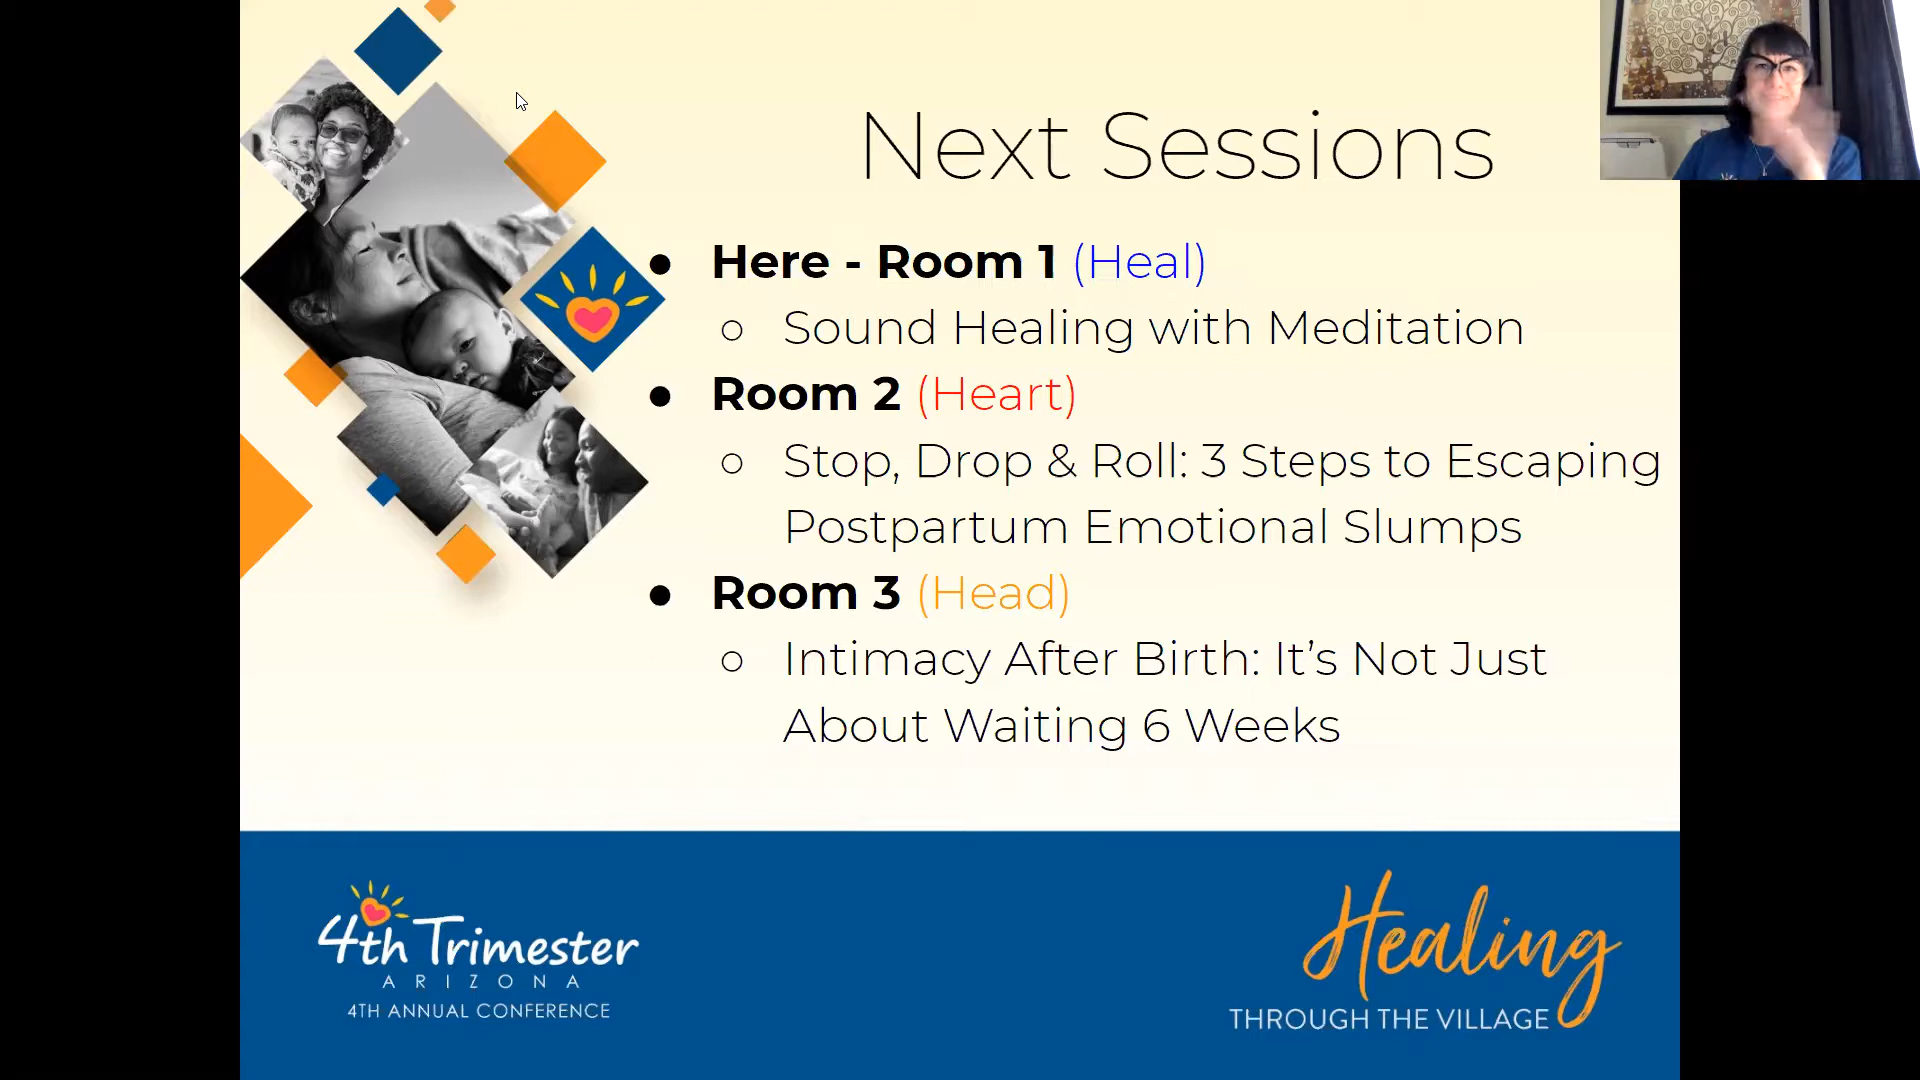 Next Sessions
● Here - Room 1 (Heal)
○ Sound Healing with Meditation
● Room 2 (Heart)
○ Stop, Drop & Roll: 3 Steps to Escaping
Postpartum Emotional Slumps
● Room 3 (Head)
○ Intimacy After Birth: It’s Not Just
About Waiting 6 Weeks
4th Trimester
ARIZONA
4TH ANNUAL CONFERENCE
Healing
THROUGH THE VILLAGE